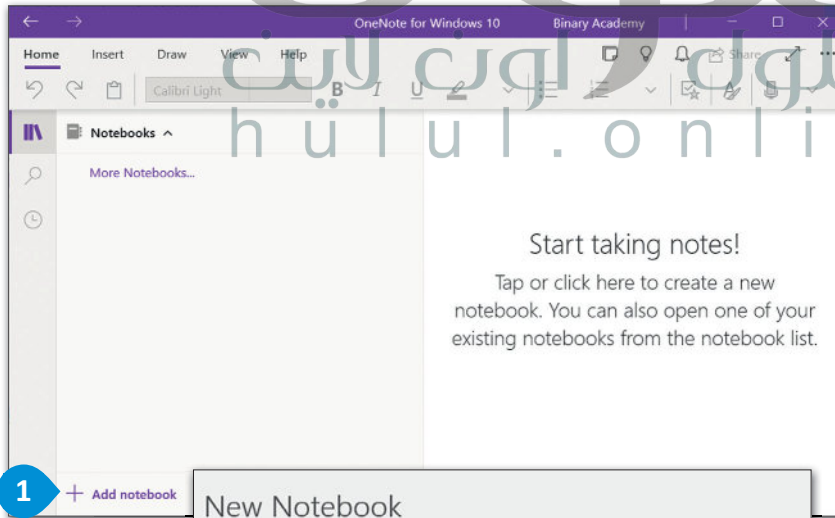 OneNote for Windows 10 Binary Academy
Home Insert Draw View Help Share
Calibri Light B I U
Notebooks
More Notebooks...
hülul.onli
Start taking notes!
Tap or click here to create a new
notebook. You can also open one of your
existing notebooks from the notebook list.
1 + Add notebook
New Notebook